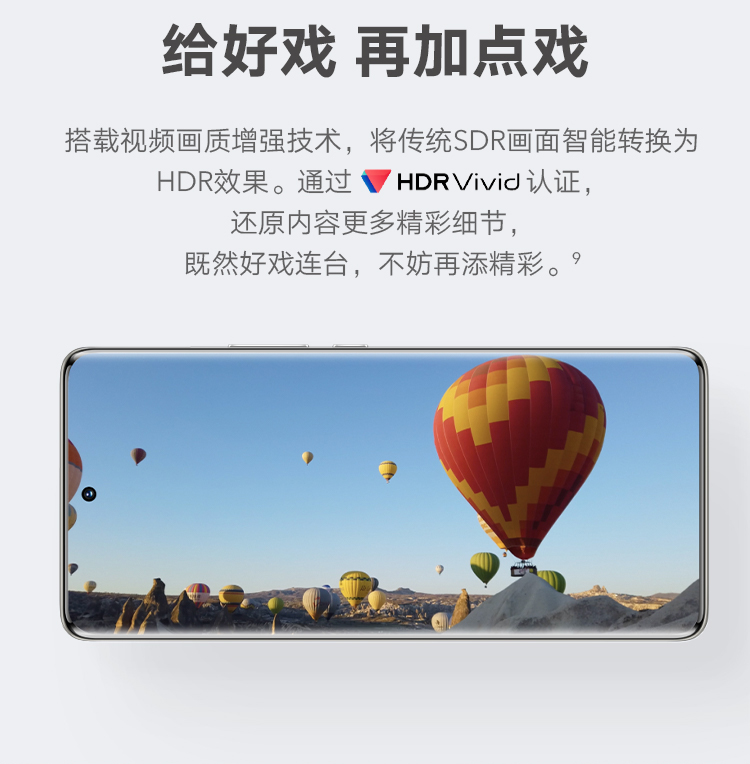 给好戏 再加点戏
搭载视频画质增强技术，将传统SDR画面智能转换为
HDR效果。通过 HDR Vivid 认证，
还原内容更多精彩细节，
既然好戏连台，不妨再添精彩。⁹